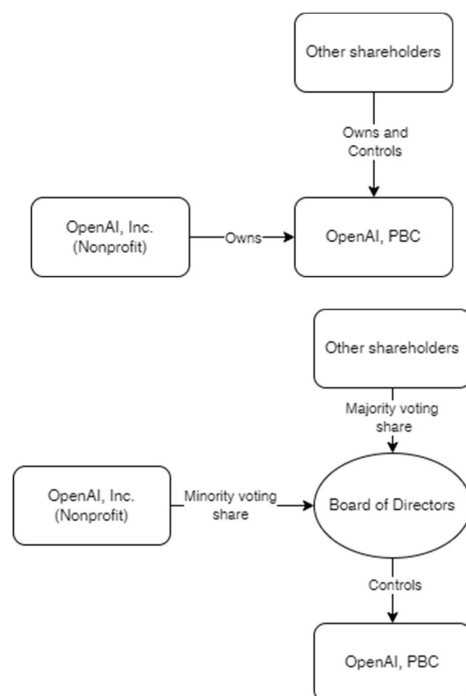 Other shareholders
Owns and
Controls
OpenAI, Inc.
(Nonprofit)
Owns
OpenAI, PBC
Other shareholders
Majority voting
share
OpenAI, Inc.
(Nonprofit)
Minority voting
share
Board of Directors
Controls
OpenAI, PBC